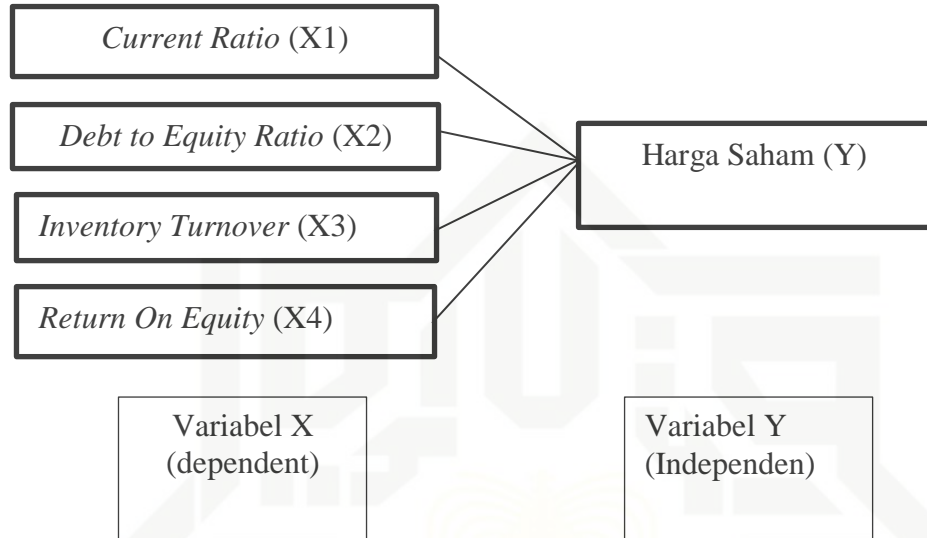 Current Ratio (X1)
Debt to Equity Ratio (X2)
Harga Saham (Y)
Inventory Turnover (X3)
Return On Equity (X4)
Variabel X
(dependent)
Variabel Y
(Independen)